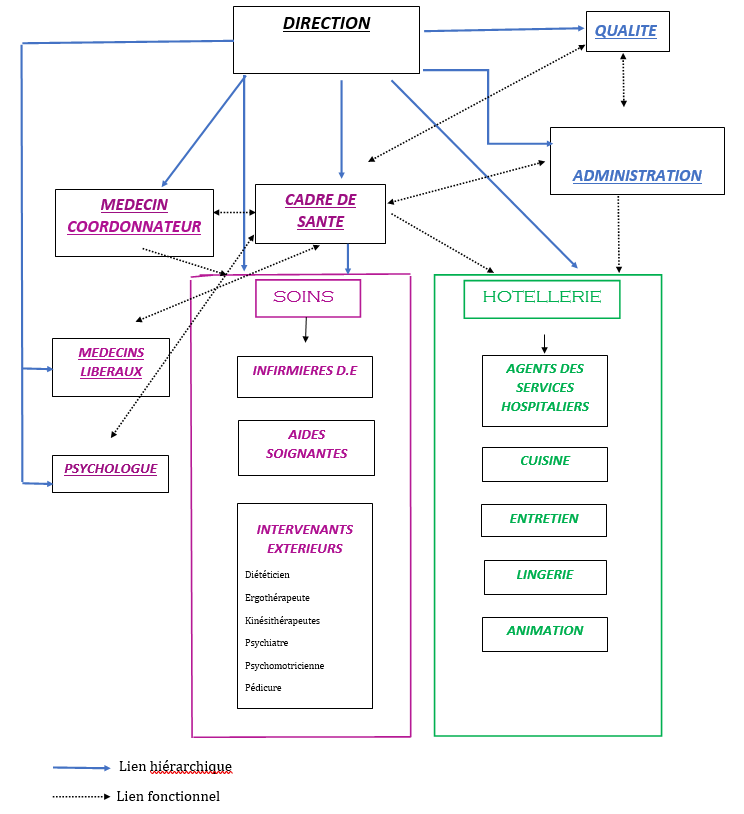 DIRECTION
QUALITE
ADMINISTRATION
MEDECIN
COORDONNATEUR
CADRE DE
SANTE
SOINS
HOTELLERIE
MEDECINS
LIBERAUX
PSYCHOLOGUE
INFIRMIERES D.E
AIDES
SOIGNANTES
INTERVENANTS
EXTERIEURS
Diététicien
Ergothérapeute
Kinésithérapeutes
Psychiatre
Psychomotricienne
Pédicure
AGENTS DES
SERVICES
HOSPITALIERS
CUISINE
ENTRETIEN
LINGERIE
ANIMATION
Lien hiérarchique
Lien fonctionnel